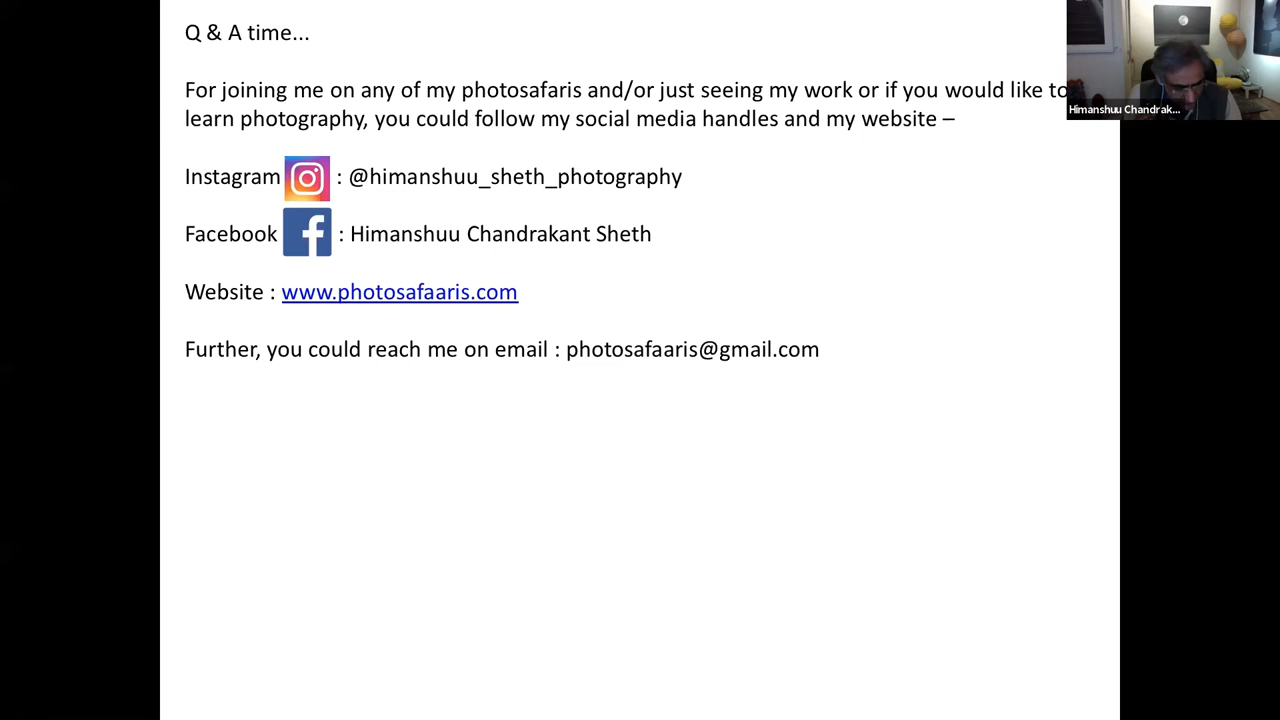 Q & A time...
For joining me on any of my photosafaris and/or just seeing my work or if you would like to
learn photography, you could follow my social media handles and my website –
Instagram : @himanshuu_sheth_photography
Facebook : Himanshuu Chandrakant Sheth
Website : www.photosafaaris.com
Further, you could reach me on email : photosafaaris@gmail.com
Himanshuu Chandrak...